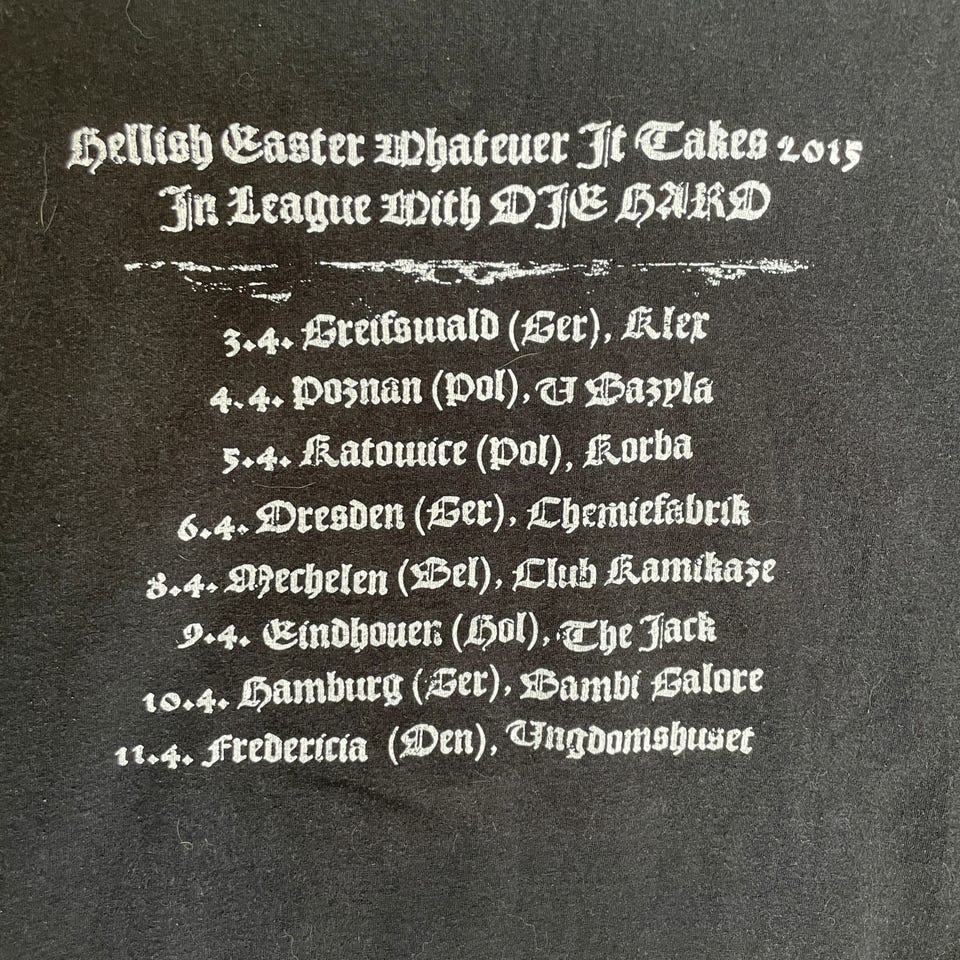 Hellish Easter Whatever It Takes 2015
In League With DIE HARD
3.4. Greifswald (Ger), Klex
4.4. Poznan (Pol), U Bazyla
5.4. Katowice (Pol), Korba
6.4. Dresden (Ger), Chemiefabrik
8.4. Mechelen (Bel), Club Kamikaze
9.4. Eindhoven (Hol), The Jack
10.4. Hamburg (Ger), Bambi Galore
11.4. Fredericia (Den), Ungdomshuset